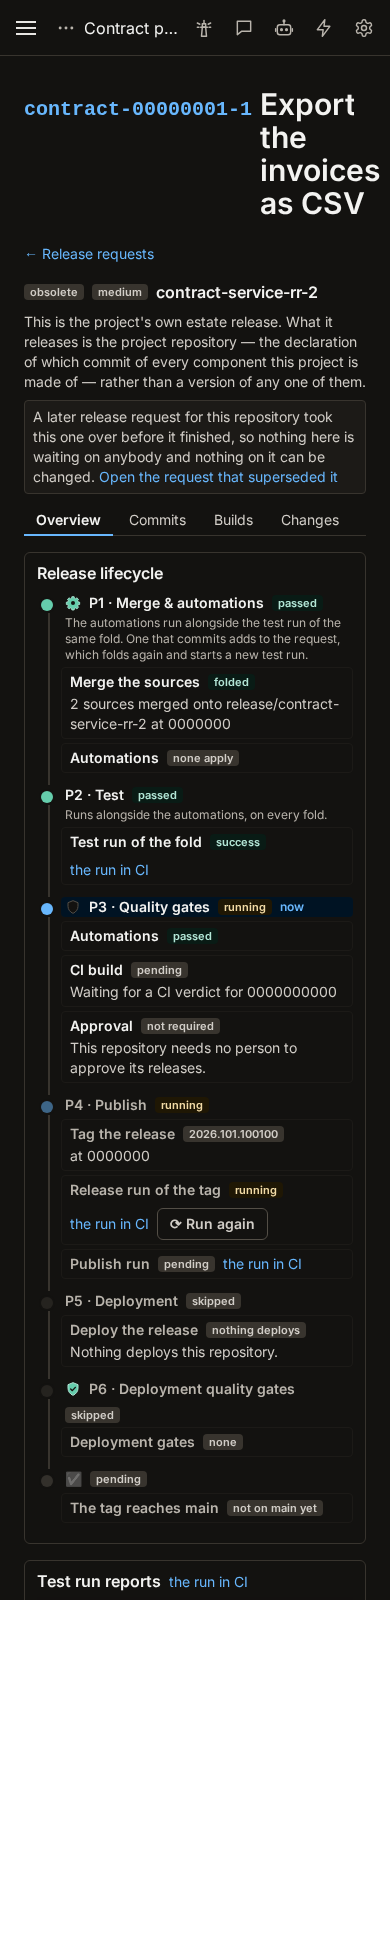 Contract p...
contract-00000001-1
Export
the
invoices
as CSV
← Release requests
obsolete medium contract-service-rr-2
This is the project's own estate release. What it
releases is the project repository — the declaration
of which commit of every component this project is
made of — rather than a version of any one of them.
A later release request for this repository took
this one over before it finished, so nothing here is
waiting on anybody and nothing on it can be
changed. Open the request that superseded it
Overview Commits Builds Changes
Release lifecycle
P1 · Merge & automations passed
The automations run alongside the test run of the
same fold. One that commits adds to the request,
which folds again and starts a new test run.
Merge the sources folded
2 sources merged onto release/contract-
service-rr-2 at 0000000
Automations none apply
P2 · Test passed
Runs alongside the automations, on every fold.
Test run of the fold success
the run in CI
P3 · Quality gates running now
Automations passed
CI build pending
Waiting for a CI verdict for 0000000000
Approval not required
This repository needs no person to
approve its releases.
P4 · Publish running
Tag the release 2026.101.100100
at 0000000
Release run of the tag running
the run in CI ⟳ Run again
Publish run pending the run in CI
P5 · Deployment skipped
Deploy the release nothing deploys
Nothing deploys this repository.
P6 · Deployment quality gates
skipped
Deployment gates none
pending
The tag reaches main not on main yet
Test run reports the run in CI